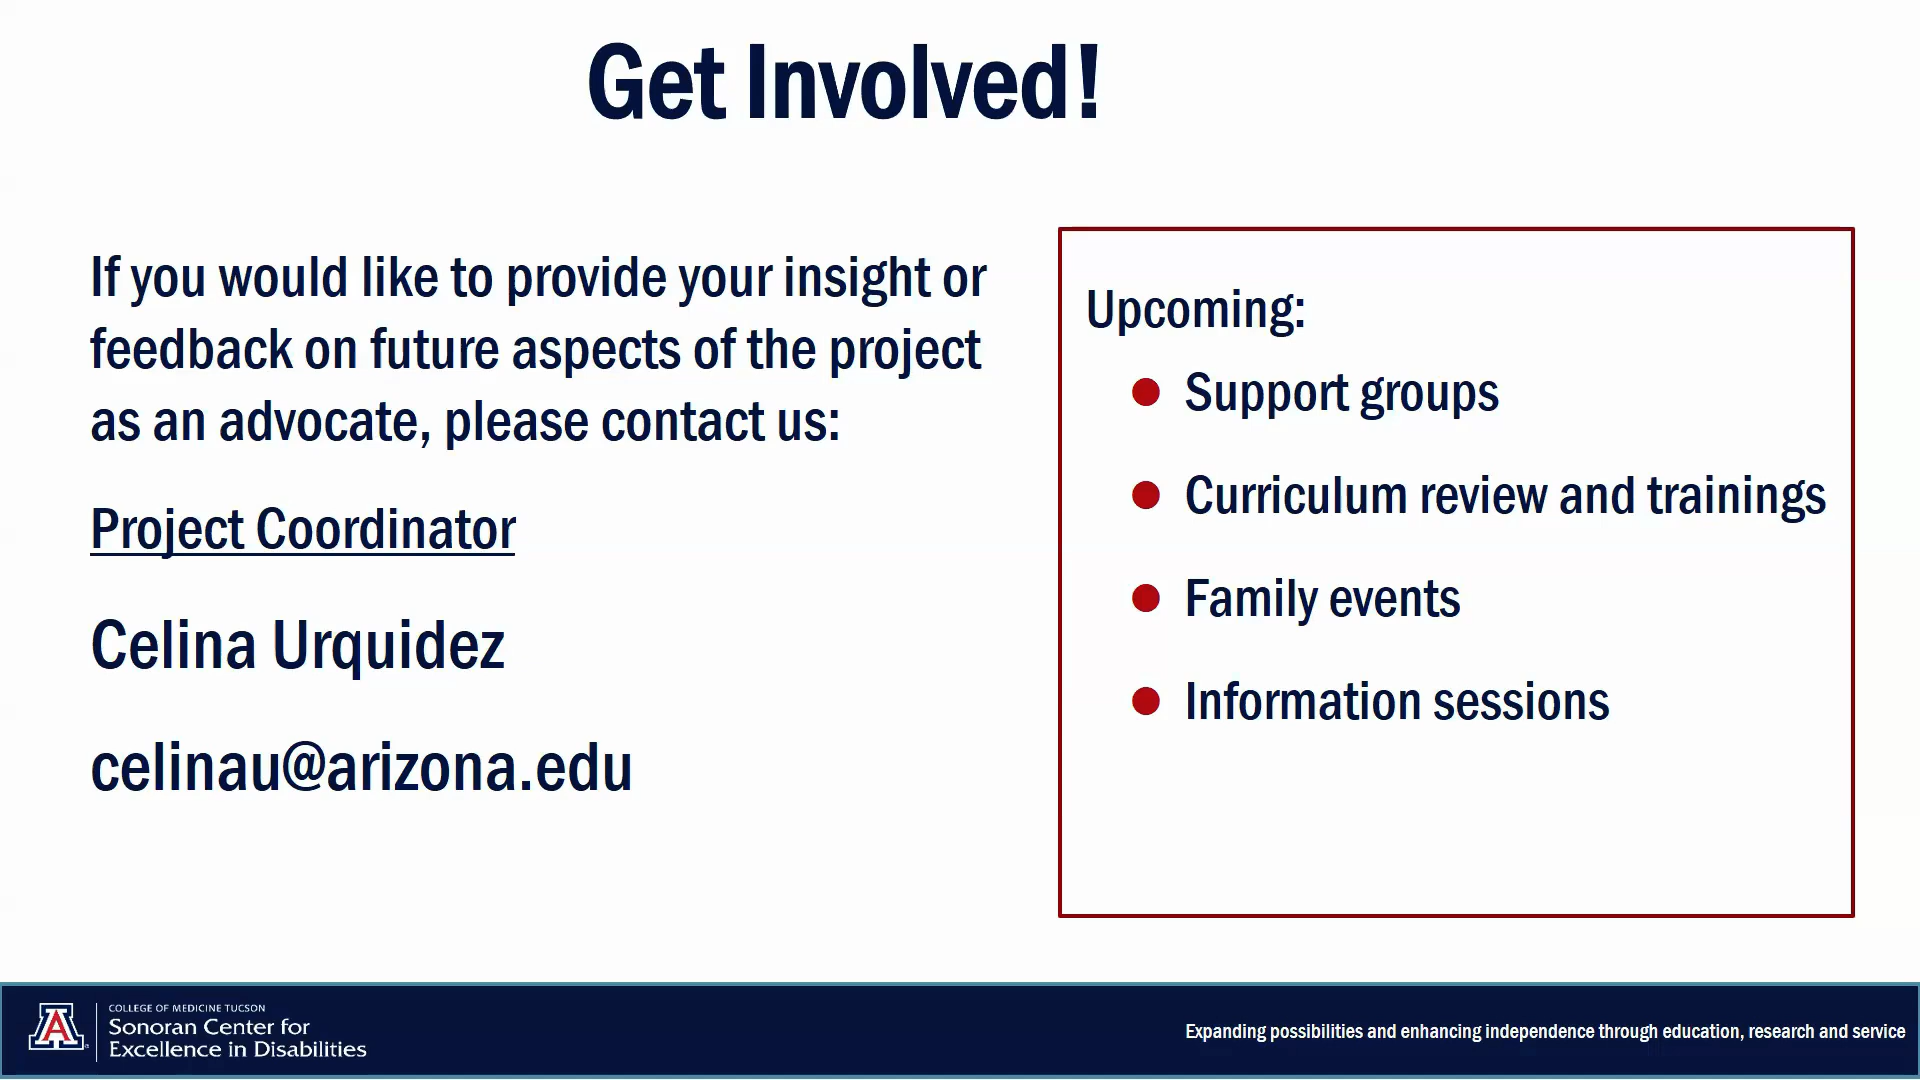 Get Involved!
If you would like to provide your insight or
feedback on future aspects of the project
as an advocate, please contact us:
Project Coordinator
Celina Urquidez
celinau@arizona.edu
Upcoming:
● Support groups
● Curriculum review and trainings
● Family events
● Information sessions
A
COLLEGE OF MEDICINE TUCSON
Sonoran Center for
Excellence in Disabilities
Expanding possibilities and enhancing independence through education, research and service